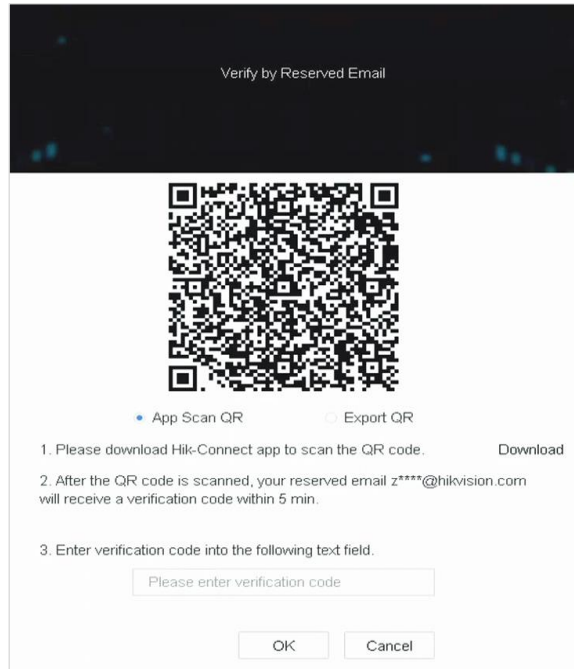 Verify by Reserved Email
App Scan QR
Export QR
1. Please download Hik-Connect app to scan the QR code.
Download
2. After the QR code is scanned, your reserved email z****@hikvision.com
will receive a verification code within 5 min.
3. Enter verification code into the following text field.
Please enter verification code
OK
Cancel